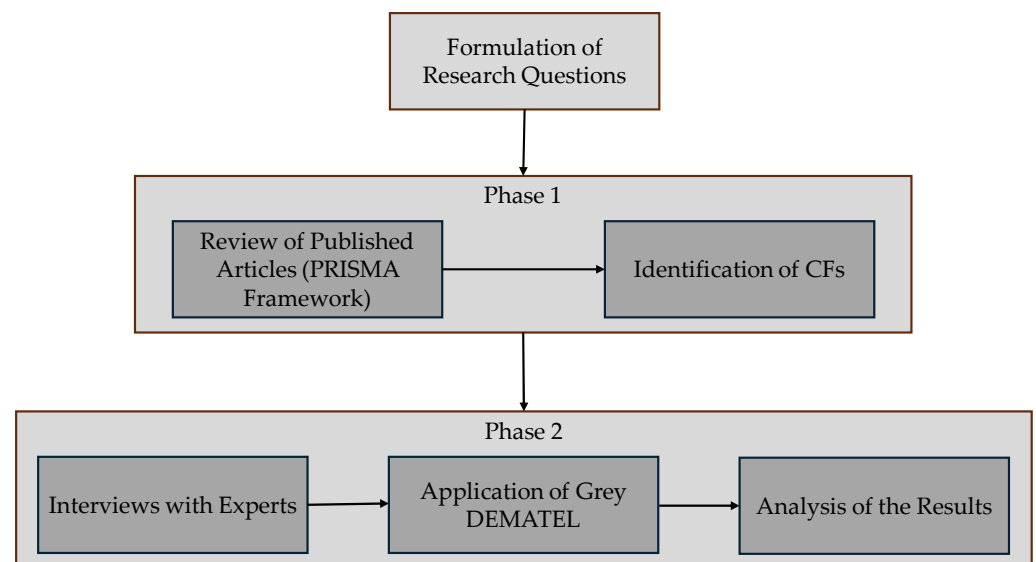 Formulation of
Research Questions
Phase 1
Review of Published
Articles (PRISMA
Framework)
Identification of CFs
Phase 2
Interviews with Experts
Application of Grey
DEMATEL
Analysis of the Results